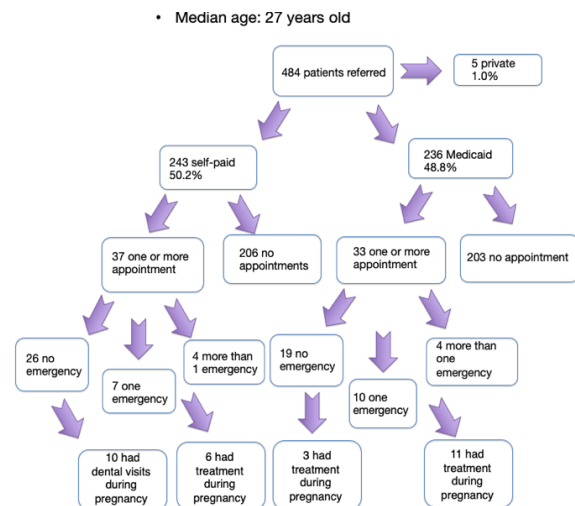 • Median age: 27 years old
484 patients referred
5 private
1.0%
243 self-paid
50.2%
236 Medicaid
48.8%
37 one or more
appointment
206 no
appointments
33 one or more
appointment
203 no appointment
26 no
emergency
7 one
emergency
4 more than
1 emergency
19 no
emergency
10 one
emergency
4 more than
one
emergency
10 had
dental visits
during
pregnancy
6 had
treatment
during
pregnancy
3 had
treatment
during
pregnancy
11 had
treatment
during
pregnancy